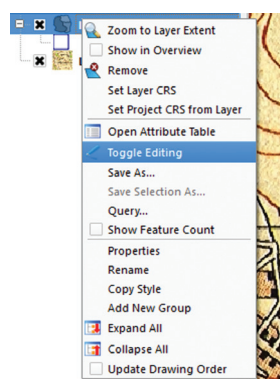 Zoom to Layer Extent
Show in Overview
Remove
Set Layer CRS
Set Project CRS from Layer
Open Attribute Table
Toggle Editing
Save As...
Save Selection As...
Query...
Show Feature Count
Properties
Rename
Copy Style
Add New Group
Expand All
Collapse All
Update Drawing Order